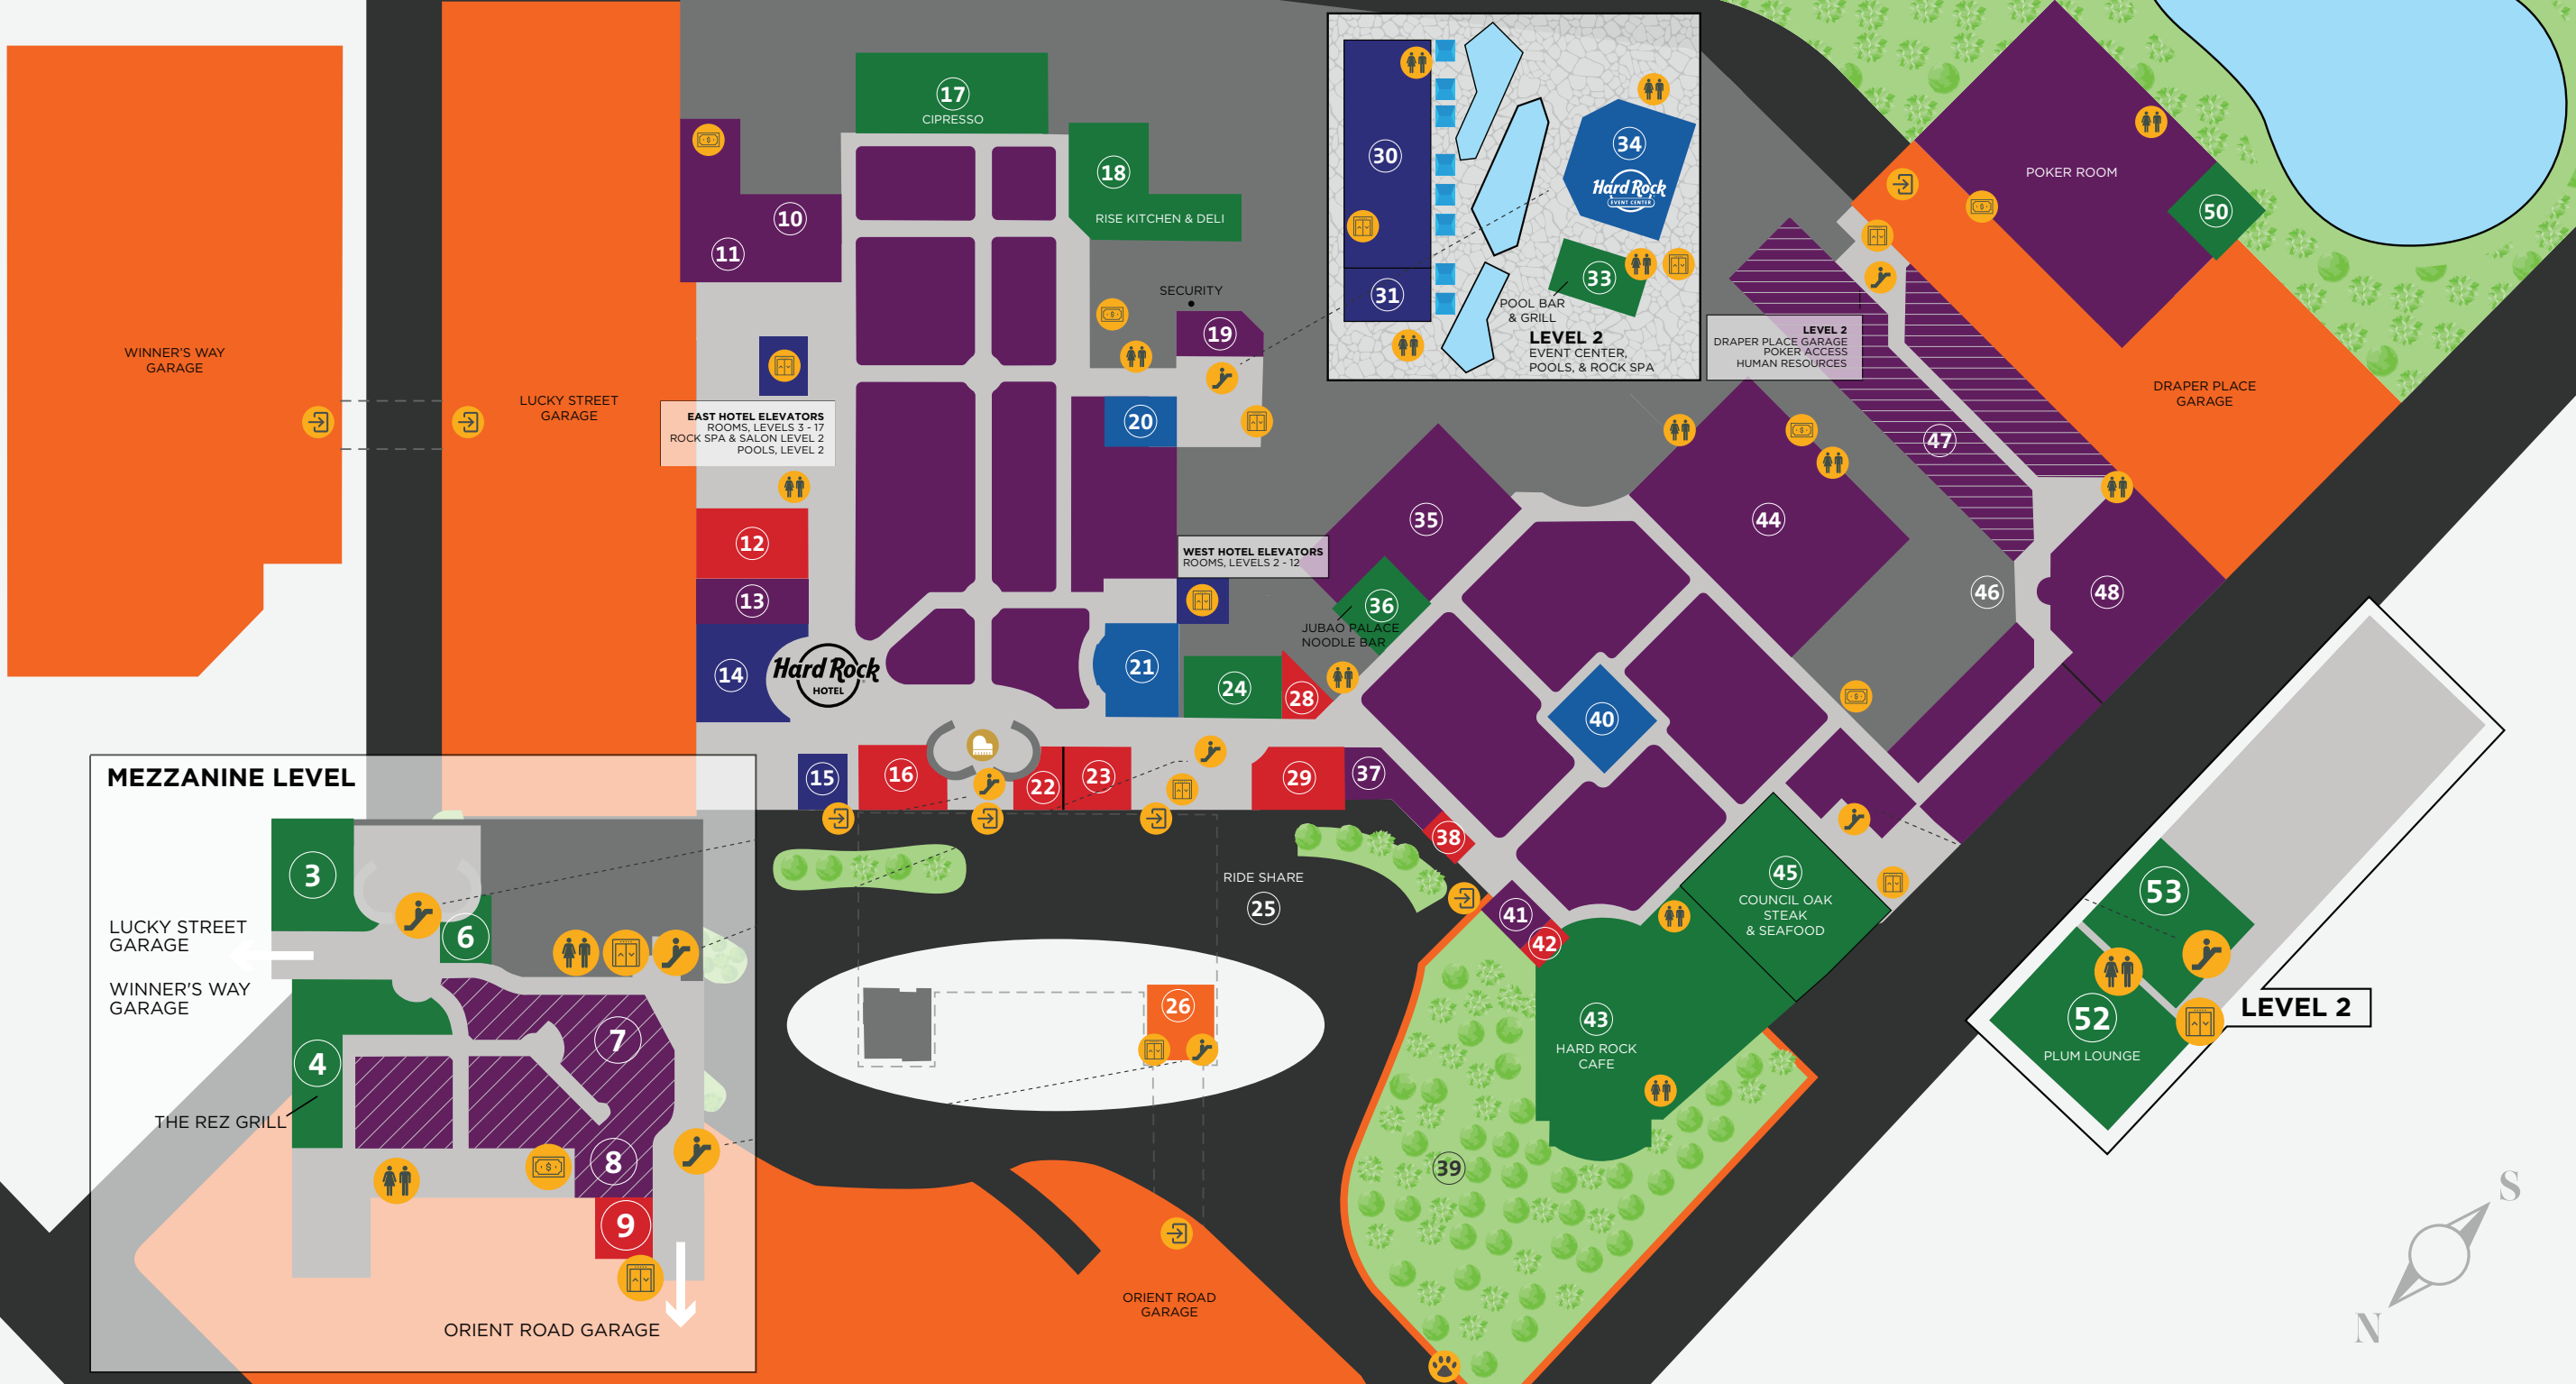 17
CIPRESSO
18
RISE KITCHEN & DELI
10
11
SECURITY
19
WINNER'S WAY
GARAGE
LUCKY STREET
GARAGE
EAST HOTEL ELEVATORS
ROOMS, LEVELS 3 - 17
ROCK SPA & SALON LEVEL 2
POOLS, LEVEL 2
20
12
13
14
Hard Rock
HOTEL
WEST HOTEL ELEVATORS
ROOMS, LEVELS 2 - 12
21
24
28
15
16
22
23
29
37
38
30
31
34
Hard Rock
EVENT CENTER
33
POOL BAR
& GRILL
LEVEL 2
EVENT CENTER,
POOLS, & ROCK SPA
LEVEL 2
DRAPER PLACE GARAGE
POKER ACCESS
HUMAN RESOURCES
POKER ROOM
50
DRAPER PLACE
GARAGE
47
35
44
36
JUBAO PALACE
NOODLE BAR
46
48
40
45
COUNCIL OAK
STEAK
& SEAFOOD
41
42
43
HARD ROCK
CAFE
39
RIDE SHARE
25
26
ORIENT ROAD
GARAGE
MEZZANINE LEVEL
3
LUCKY STREET
GARAGE
6
WINNER'S WAY
GARAGE
7
4
THE REZ GRILL
8
9
ORIENT ROAD GARAGE
53
52
PLUM LOUNGE
LEVEL 2
S
N